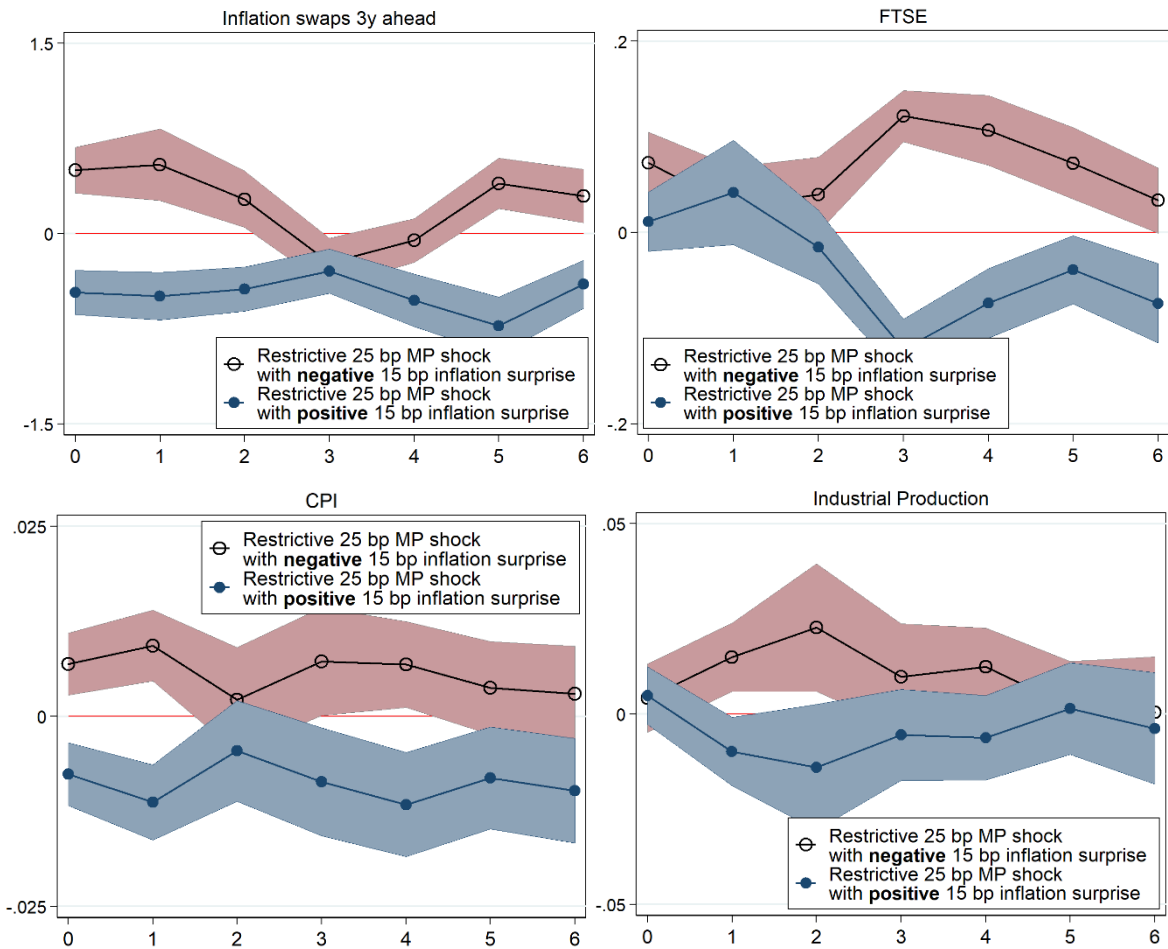 Inflation swaps 3y ahead
1.5
0
-1.5
Restrictive 25 bp MP shock
with negative 15 bp inflation surprise
Restrictive 25 bp MP shock
with positive 15 bp inflation surprise
0 1 2 3 4 5 6
FTSE
.2
0
-.2
Restrictive 25 bp MP shock
with negative 15 bp inflation surprise
Restrictive 25 bp MP shock
with positive 15 bp inflation surprise
0 1 2 3 4 5 6
CPI
.025
0
-.025
Restrictive 25 bp MP shock
with negative 15 bp inflation surprise
Restrictive 25 bp MP shock
with positive 15 bp inflation surprise
0 1 2 3 4 5 6
Industrial Production
.05
0
-.05
Restrictive 25 bp MP shock
with negative 15 bp inflation surprise
Restrictive 25 bp MP shock
with positive 15 bp inflation surprise
0 1 2 3 4 5 6